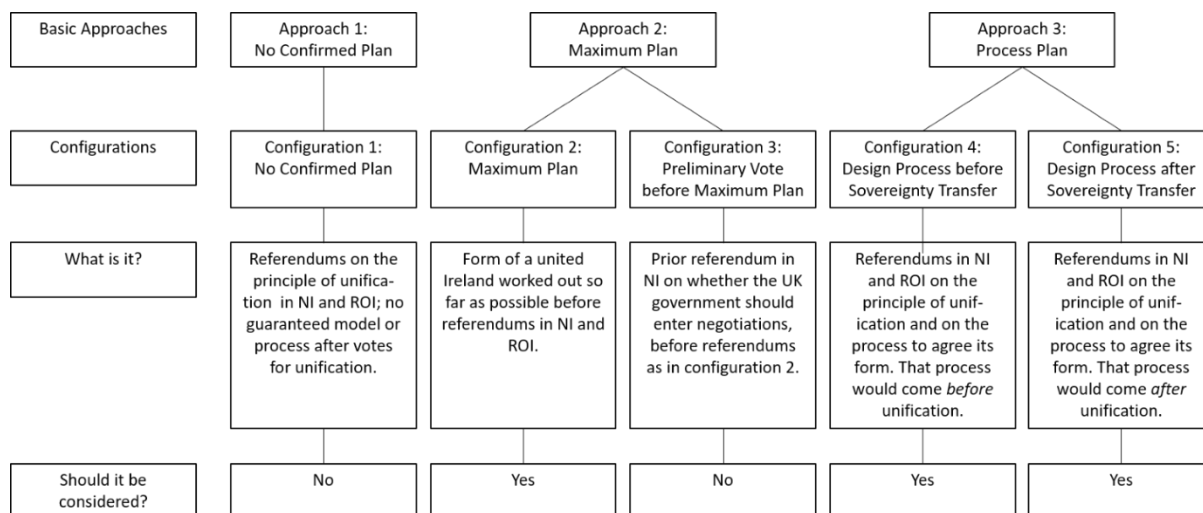 Basic Approaches
Approach 1:
No Confirmed Plan
Approach 2:
Maximum Plan
Approach 3:
Process Plan
Configurations
Configuration 1:
No Confirmed Plan
Configuration 2:
Maximum Plan
Configuration 3:
Preliminary Vote
before Maximum Plan
Configuration 4:
Design Process before
Sovereignty Transfer
Configuration 5:
Design Process after
Sovereignty Transfer
What is it?
Referendums on the
principle of unifica-
tion in NI and ROI; no
guaranteed model or
process after votes
for unification.
Form of a united
Ireland worked out so
far as possible before
referendums in NI and
ROI.
Prior referendum in
NI on whether the UK
government should
enter negotiations,
before referendums
as in configuration 2.
Referendums in NI
and ROI on the
principle of unif-
ication and on the
process to agree its
form. That process
would come before
unification.
Referendums in NI
and ROI on the
principle of unif-
ication and on the
process to agree its
form. That process
would come after
unification.
Should it be
considered?
No
Yes
No
Yes
Yes